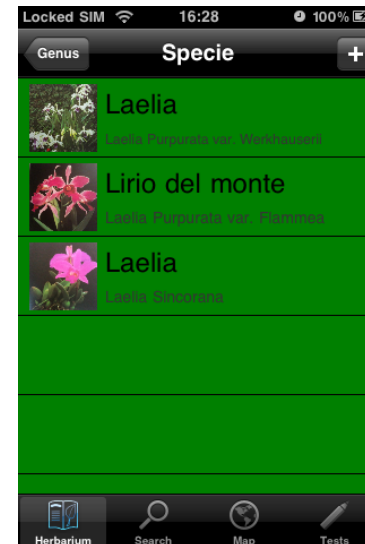 Locked SIM 16:28 100%
Genus Specie +
Laelia
Laelia Purpurata var. Werkhauserii
Lirio del monte
Laelia Purpurata var. Flammea
Laelia
Laelia Sincorana
Herbarium Search Map Tests